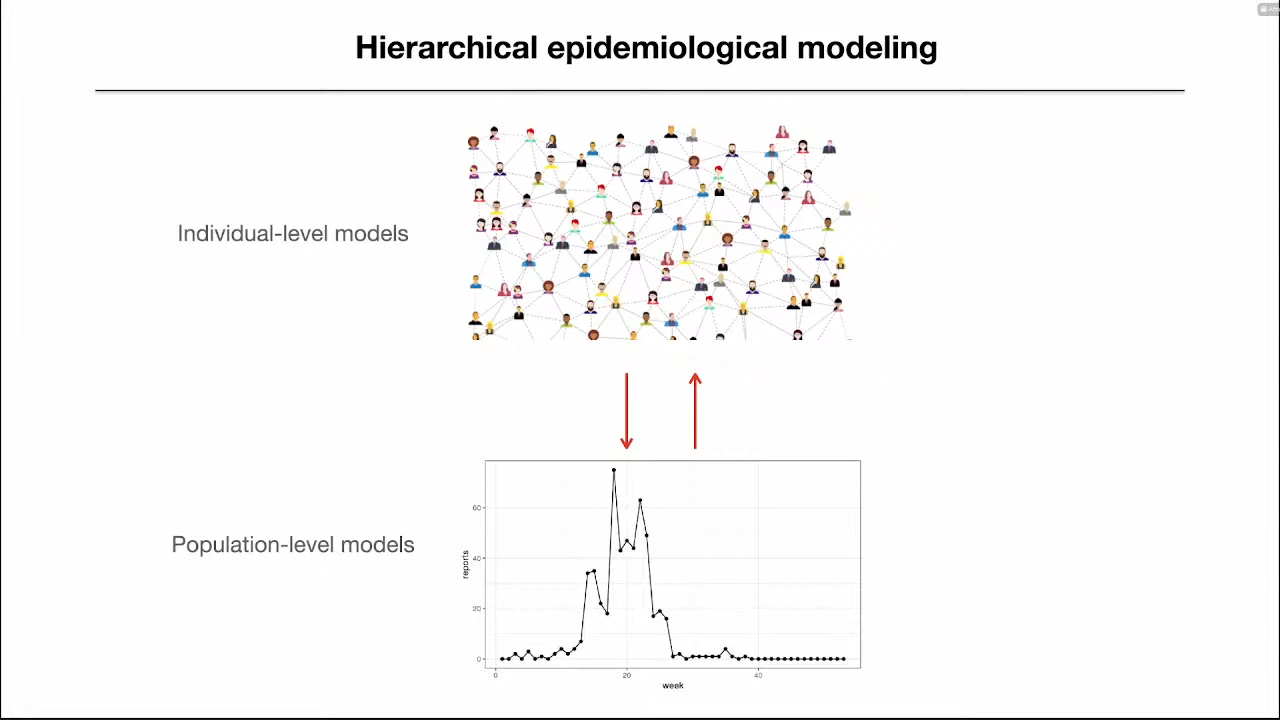 Hierarchical epidemiological modeling
Individual-level models
Population-level models
reports
60
40
20
0
0
20
40
week